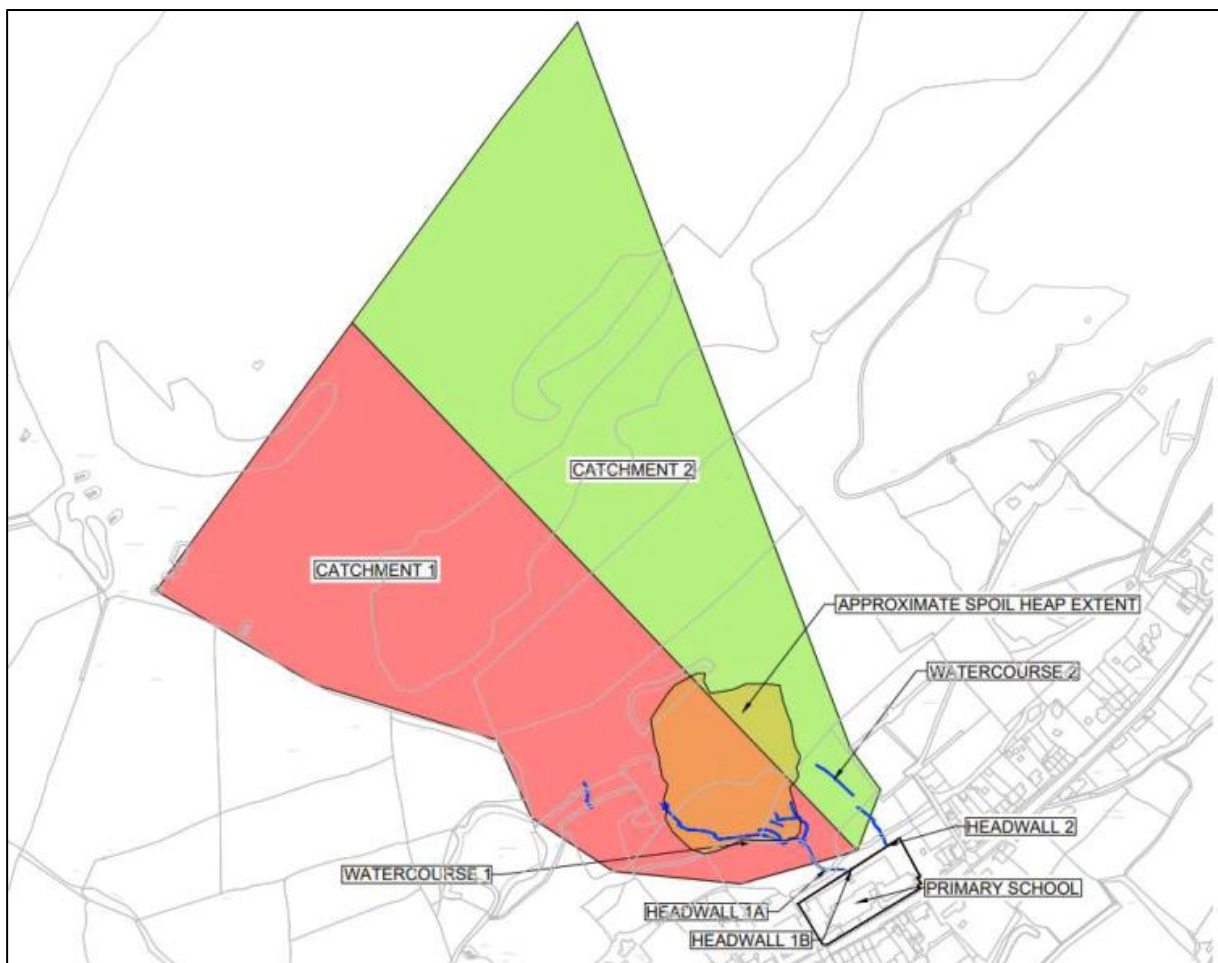 CATCHMENT 2
CATCHMENT 1
APPROXIMATE SPOIL HEAP EXTENT
WATERCOURSE 2
HEADWALL 2
WATERCOURSE 1
PRIMARY SCHOOL
HEADWALL 1A
HEADWALL 1B